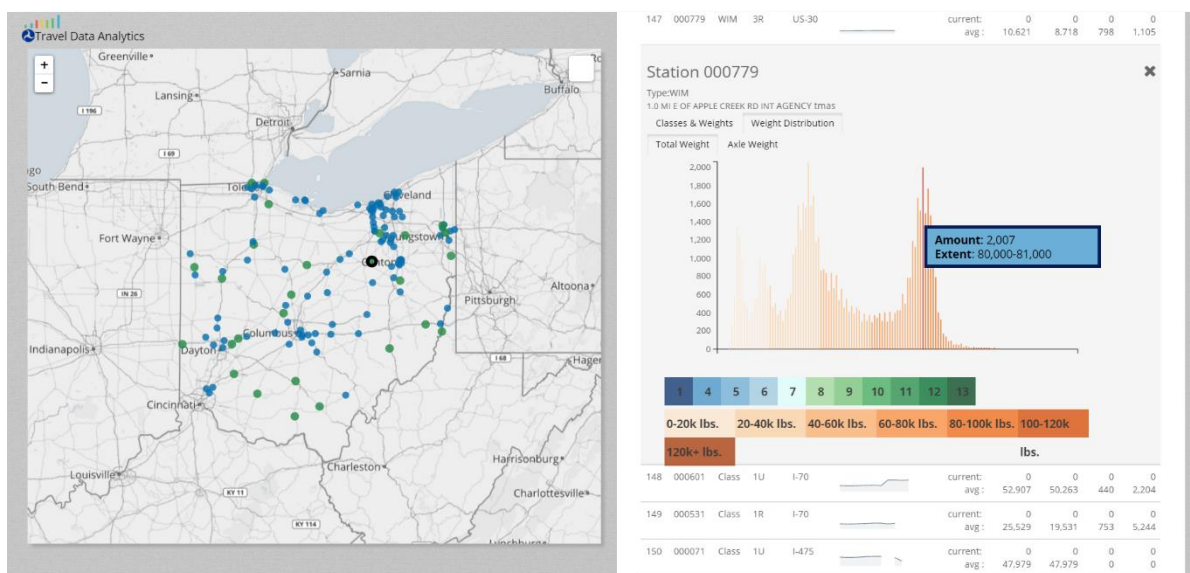 Travel Data Analytics
+
-
Greenville
Sarnia
Buffalo
Lansing
I 196
Detroit
I 69
South Bend
Toledo
Cleveland
Fort Wayne
Youngstown
Canton
IN 26
Altoona
Pittsburgh
Indianapolis
Columbus
Dayton
I 68
Hager
Cincinnati
Louisville
Charleston
Harrisonburg
KY 11
Charlottesville
KY 114
Lynchburg
147 000779 WIM 3R US-30 current: 0 0 0 0
avg : 10,621 8,718 798 1,105
Station 000779 ✖
Type:WIM
1.0 MI E OF APPLE CREEK RD INT AGENCY tmas
Classes & Weights Weight Distribution
Total Weight Axle Weight
2,000
1,800
1,600
1,400
1,200
1,000
800
600
400
200
0
Amount: 2,007
Extent: 80,000-81,000
1 4 5 6 7 8 9 10 11 12 13
0-20k lbs. 20-40k lbs. 40-60k lbs. 60-80k lbs. 80-100k lbs. 100-120k
120k+ lbs. lbs.
148 000601 Class 1U I-70 current: 0 0 0 0
avg : 52,907 50,263 440 2,204
149 000531 Class 1R I-70 current: 0 0 0 0
avg : 25,529 19,531 753 5,244
150 000071 Class 1U I-475 current: 0 0 0 0
avg : 47,979 47,979 0 0